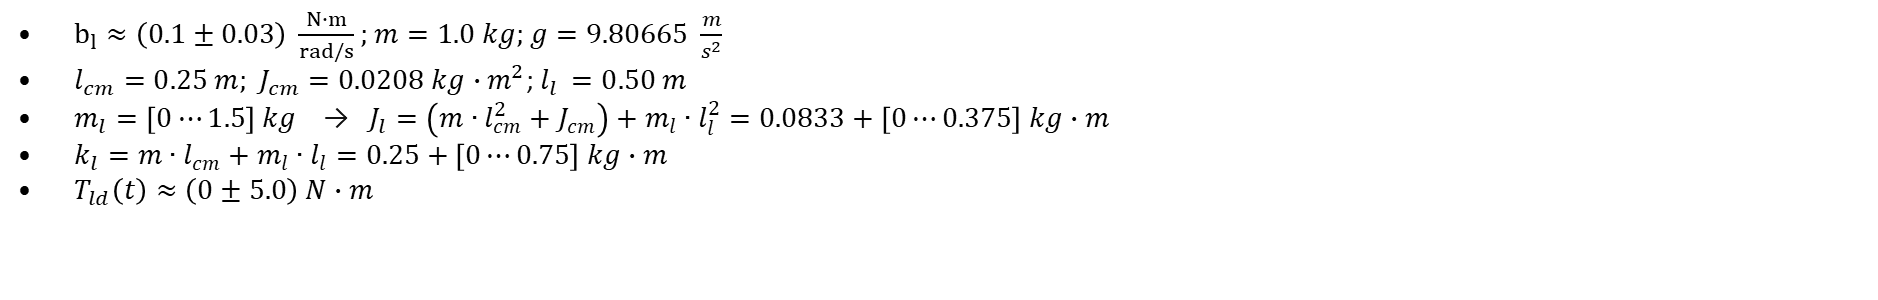 • b_l ≈ (0.1 ± 0.03) N·m / rad/s ; m = 1.0 kg; g = 9.80665 m/s²
• l_cm = 0.25 m; J_cm = 0.0208 kg · m² ; l_l = 0.50 m
• m_l = [0 ⋯ 1.5] kg → J_l = (m · l_cm² + J_cm) + m_l · l_l² = 0.0833 + [0 ⋯ 0.375] kg · m
• k_l = m · l_cm + m_l · l_l = 0.25 + [0 ⋯ 0.75] kg · m
• T_ld(t) ≈ (0 ± 5.0) N · m